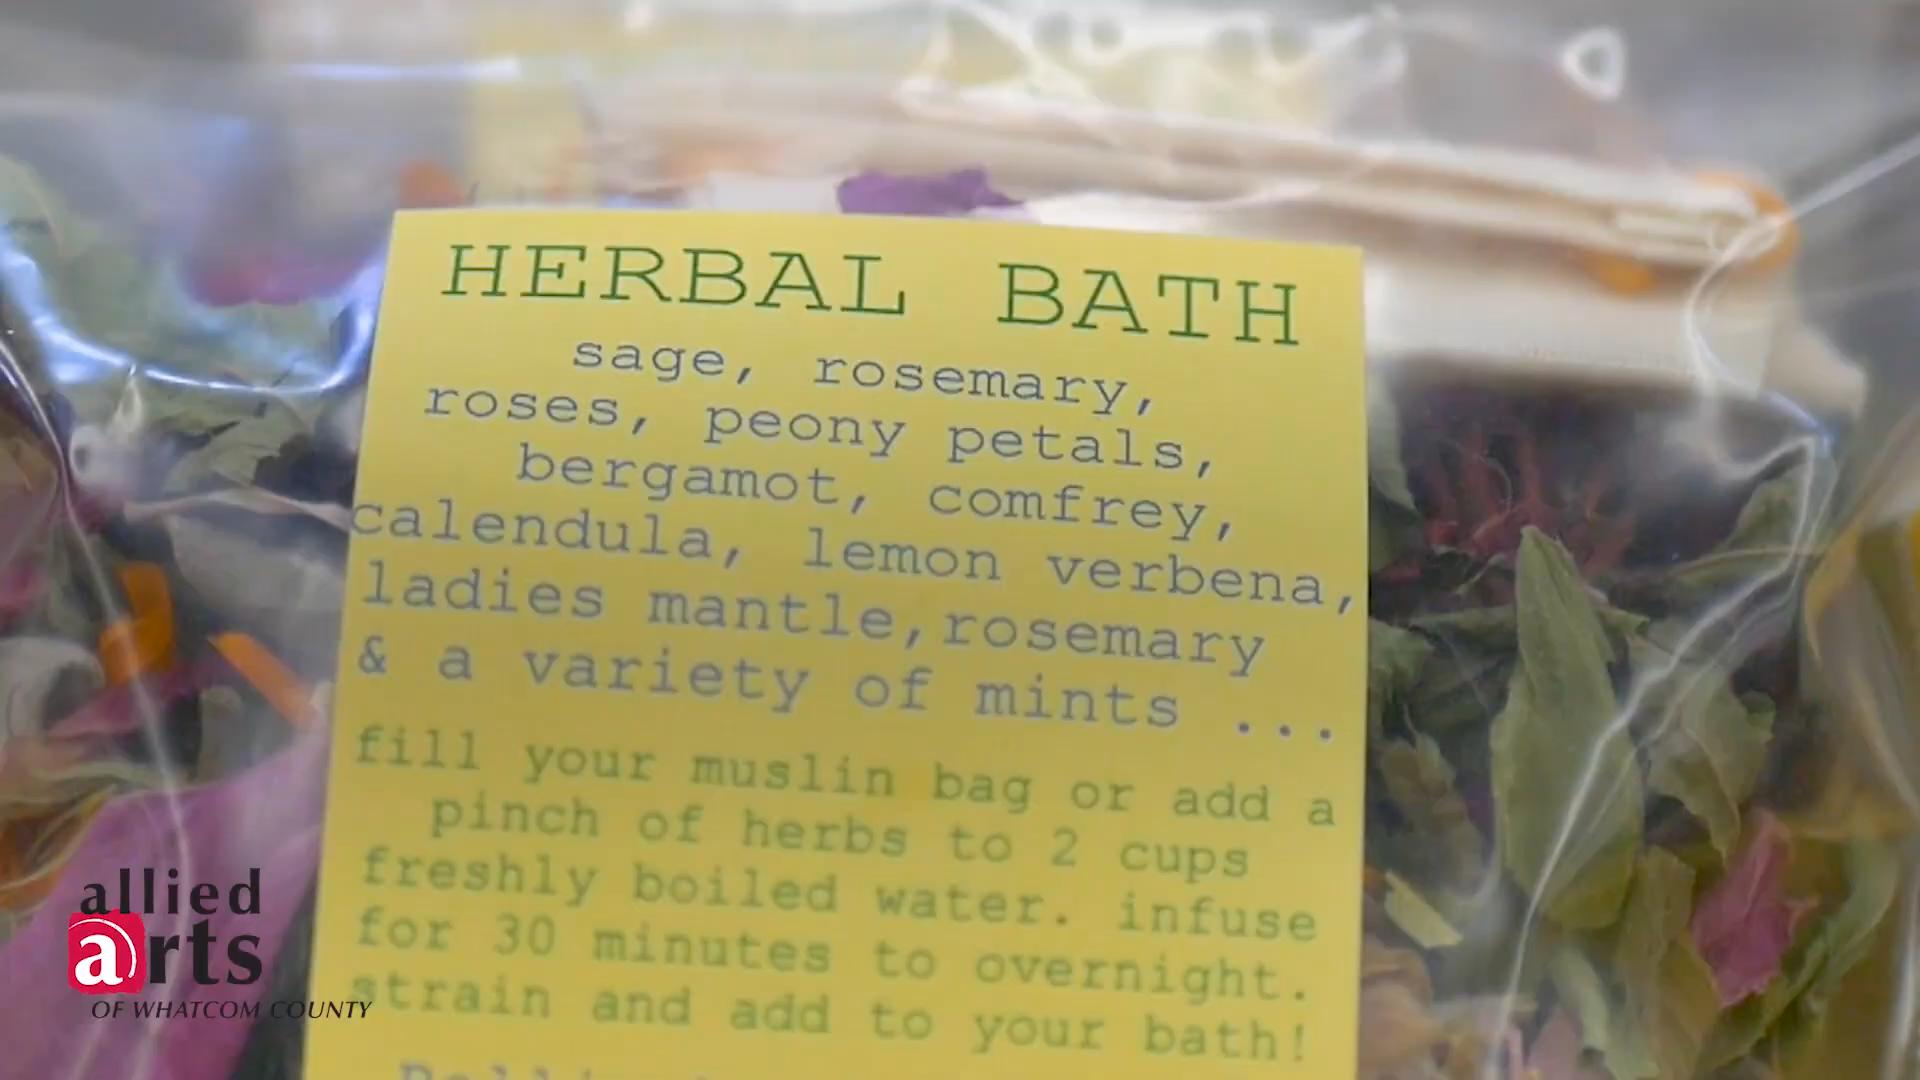 HERBAL BATH
sage, rosemary,
roses, peony petals,
bergamot, comfrey,
calendula, lemon verbena,
ladies mantle,rosemary
& a variety of mints ...
fill your muslin bag or add a
pinch of herbs to 2 cups
freshly boiled water. infuse
for 30 minutes to overnight.
strain and add to your bath!
allied
arts
OF WHATCOM COUNTY